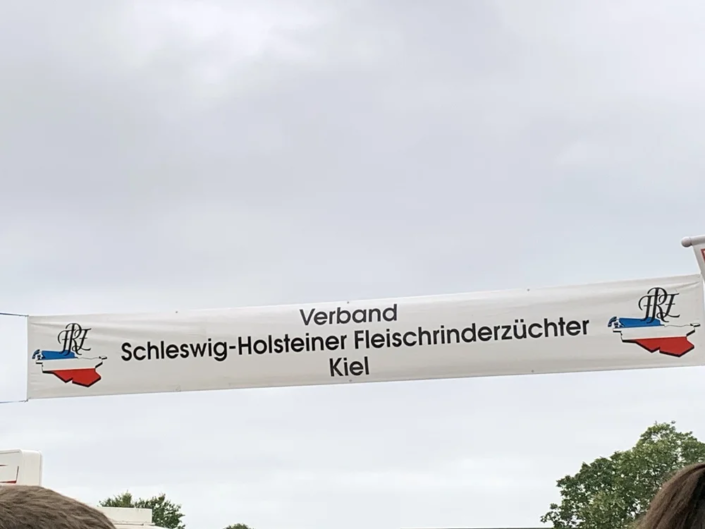 Verband
Schleswig-Holsteiner Fleischrinderzüchter
Kiel